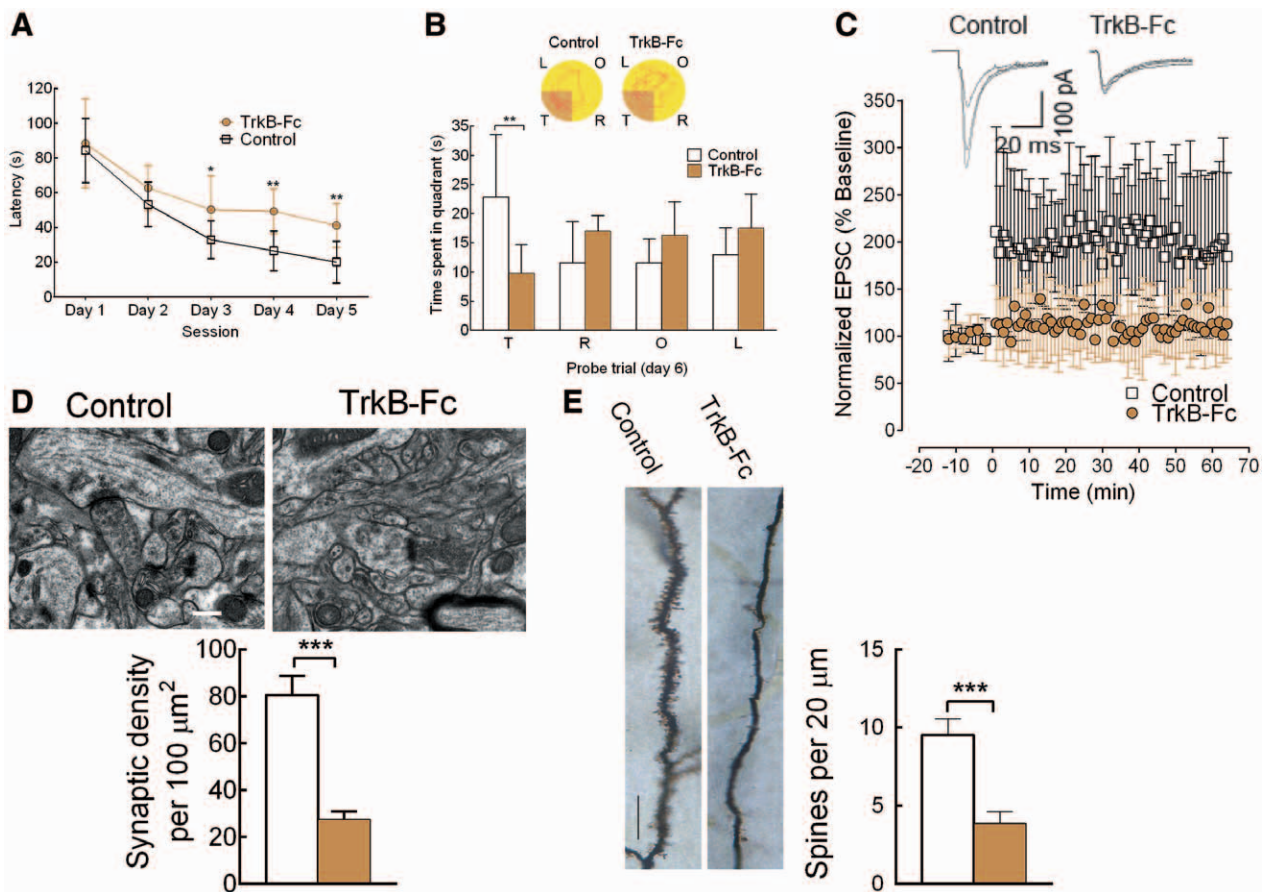 A
120
100
80
60
40
20
0
Latency (s)
TrkB-Fc
Control
*
**
**
Day 1 Day 2 Day 3 Day 4 Day 5
Session
B
Control TrkB-Fc
L O L O
T R T R
**
35
30
25
20
15
10
5
0
Time spent in quadrant (s)
Control
TrkB-Fc
T R O L
Probe trial (day 6)
C
Control TrkB-Fc
100 pA
20 ms
350
300
250
200
150
100
50
0
Normalized EPSC (% Baseline)
Control
TrkB-Fc
-20 -10 0 10 20 30 40 50 60 70
Time (min)
D
Control TrkB-Fc
100
80
60
40
20
0
Synaptic density
per 100 μm²
***
E
Control
TrkB-Fc
15
10
5
0
Spines per 20 μm
***